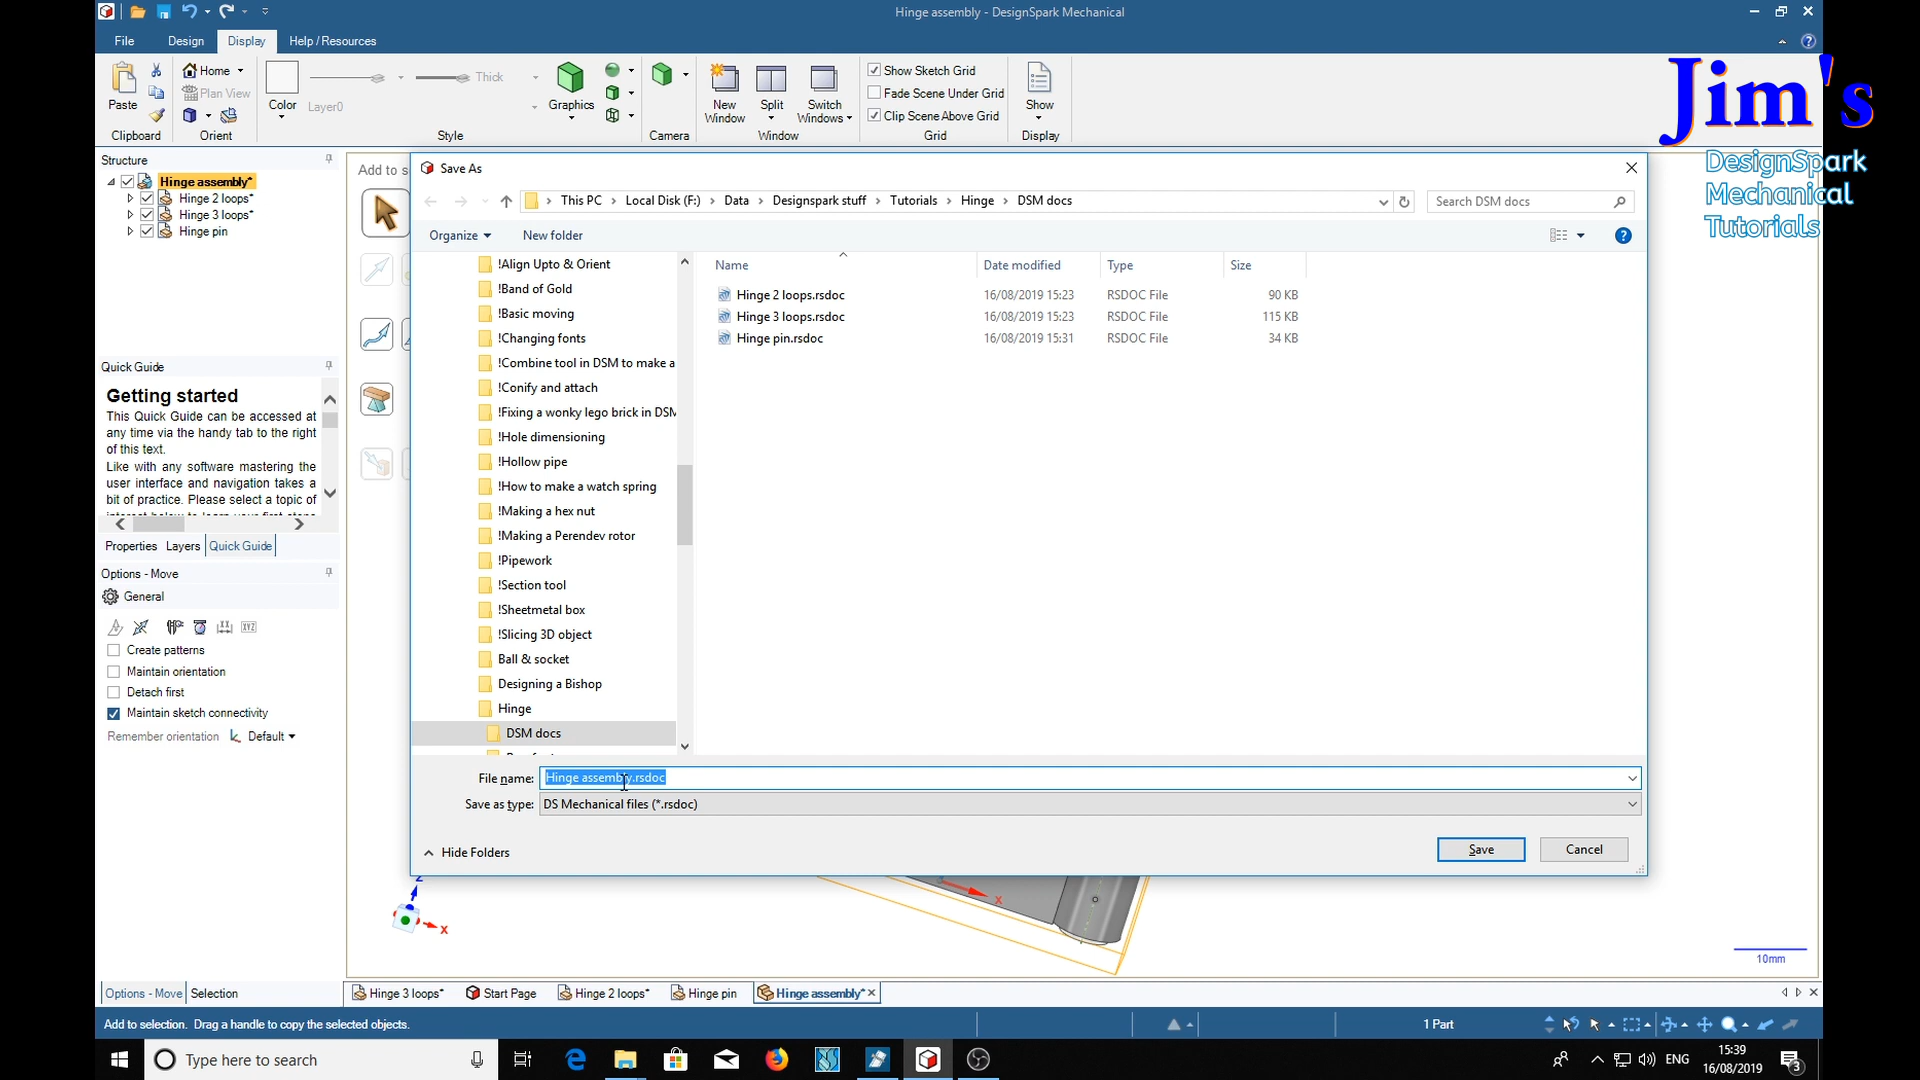 Hinge assembly - DesignSpark Mechanical
File
Design
Display
Help / Resources
Paste
Clipboard
Home
Plan View
Orient
Color
Layer0
Thick
Style
Graphics
Camera
New Window
Split
Switch Windows
Window
Show Sketch Grid
Fade Scene Under Grid
Clip Scene Above Grid
Grid
Show
Display
Jim's
DesignSpark
Mechanical
Tutorials
Structure
Hinge assembly*
Hinge 2 loops*
Hinge 3 loops*
Hinge pin
Quick Guide
Getting started
This Quick Guide can be accessed at
any time via the handy tab to the right
of this text.
Like with any software mastering the
user interface and navigation takes a
bit of practice. Please select a topic of
Properties
Layers
Quick Guide
Options - Move
General
XYZ
Create patterns
Maintain orientation
Detach first
Maintain sketch connectivity
Remember orientation
Default
Options - Move
Selection
Add to s
Save As
This PC > Local Disk (F:) > Data > Designspark stuff > Tutorials > Hinge > DSM docs
Search DSM docs
Organize
New folder
!Align Upto & Orient
!Band of Gold
!Basic moving
!Changing fonts
!Combine tool in DSM to make a
!Conify and attach
!Fixing a wonky lego brick in DSM
!Hole dimensioning
!Hollow pipe
!How to make a watch spring
!Making a hex nut
!Making a Perendev rotor
!Pipework
!Section tool
!Sheetmetal box
!Slicing 3D object
Ball & socket
Designing a Bishop
Hinge
DSM docs
Name
Date modified
Type
Size
Hinge 2 loops.rsdoc 16/08/2019 15:23 RSDOC File 90 KB
Hinge 3 loops.rsdoc 16/08/2019 15:23 RSDOC File 115 KB
Hinge pin.rsdoc 16/08/2019 15:31 RSDOC File 34 KB
File name: Hinge assembly.rsdoc
Save as type: DS Mechanical files (*.rsdoc)
Hide Folders
Save
Cancel
Z
X
X
10mm
Hinge 3 loops*
Start Page
Hinge 2 loops*
Hinge pin
Hinge assembly*
Add to selection. Drag a handle to copy the selected objects.
1 Part
Type here to search
ENG
15:39
16/08/2019
3